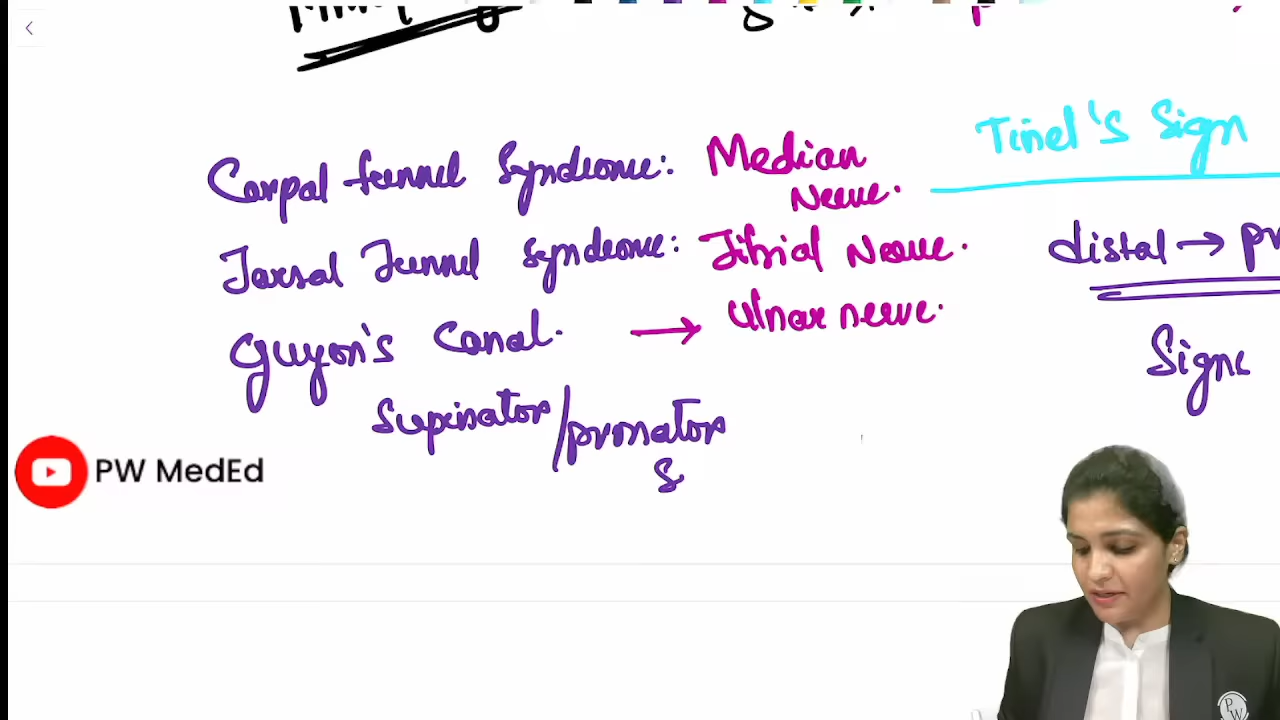 Tinel's Sign
Carpal tunnel Syndrome: Median
Nerve.
Tarsal Tunnel Syndrome: Tibial Nerve.
distal → pr
Guyon's Canal. → Ulnar nerve.
Signs
Supinator/pronator
S
PW MedEd